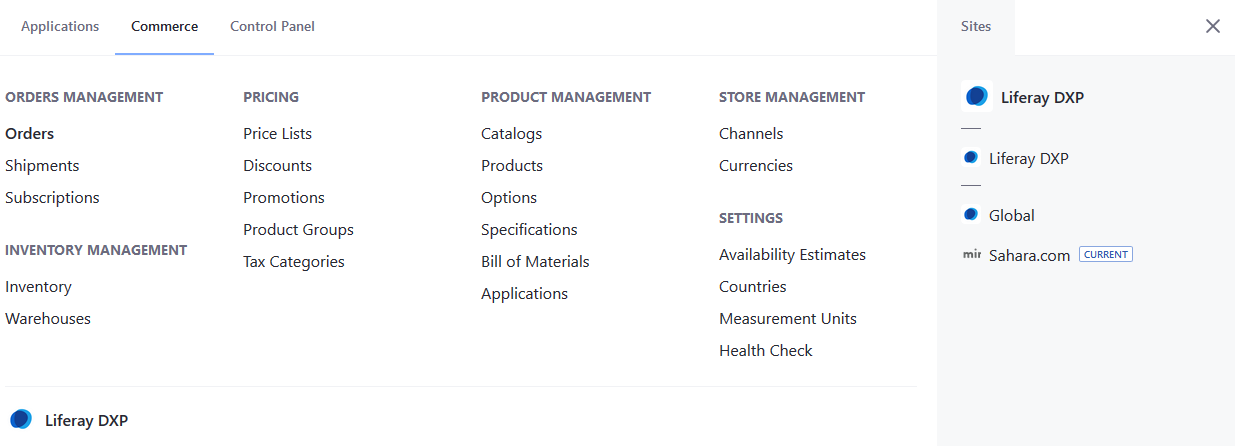 Applications
Commerce
Control Panel
ORDERS MANAGEMENT
Orders
Shipments
Subscriptions
INVENTORY MANAGEMENT
Inventory
Warehouses
PRICING
Price Lists
Discounts
Promotions
Product Groups
Tax Categories
PRODUCT MANAGEMENT
Catalogs
Products
Options
Specifications
Bill of Materials
Applications
STORE MANAGEMENT
Channels
Currencies
SETTINGS
Availability Estimates
Countries
Measurement Units
Health Check
Liferay DXP
Sites
Liferay DXP
Liferay DXP
Global
mir Sahara.com CURRENT